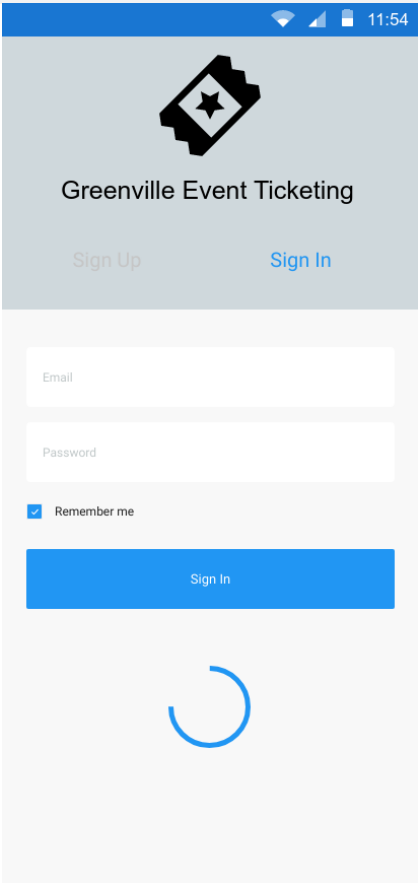 11:54
Greenville Event Ticketing
Sign Up Sign In
Email
Password
Remember me
Sign In